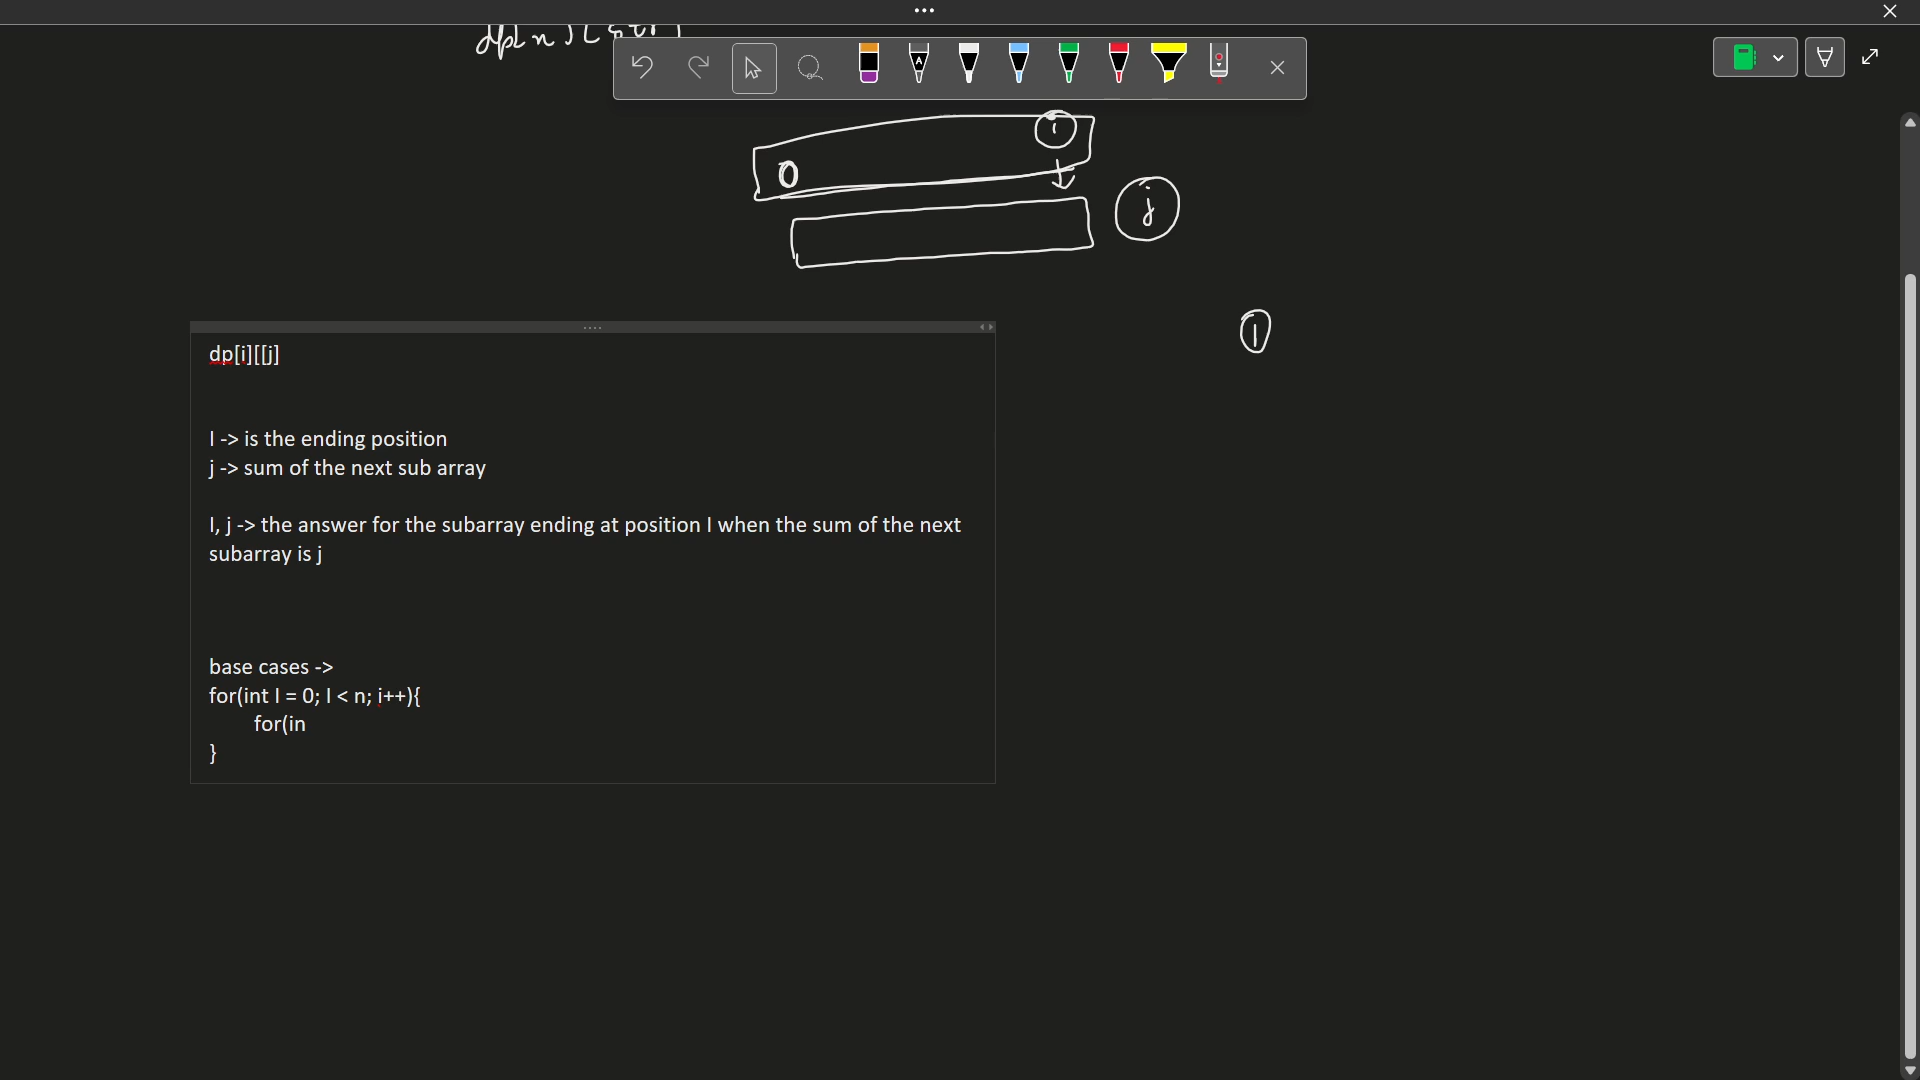 i
0
j
1
dp[i][[j]
I -> is the ending position
j -> sum of the next sub array
I, j -> the answer for the subarray ending at position I when the sum of the next
subarray is j
base cases ->
for(int I = 0; I < n; i++){
for(in
}